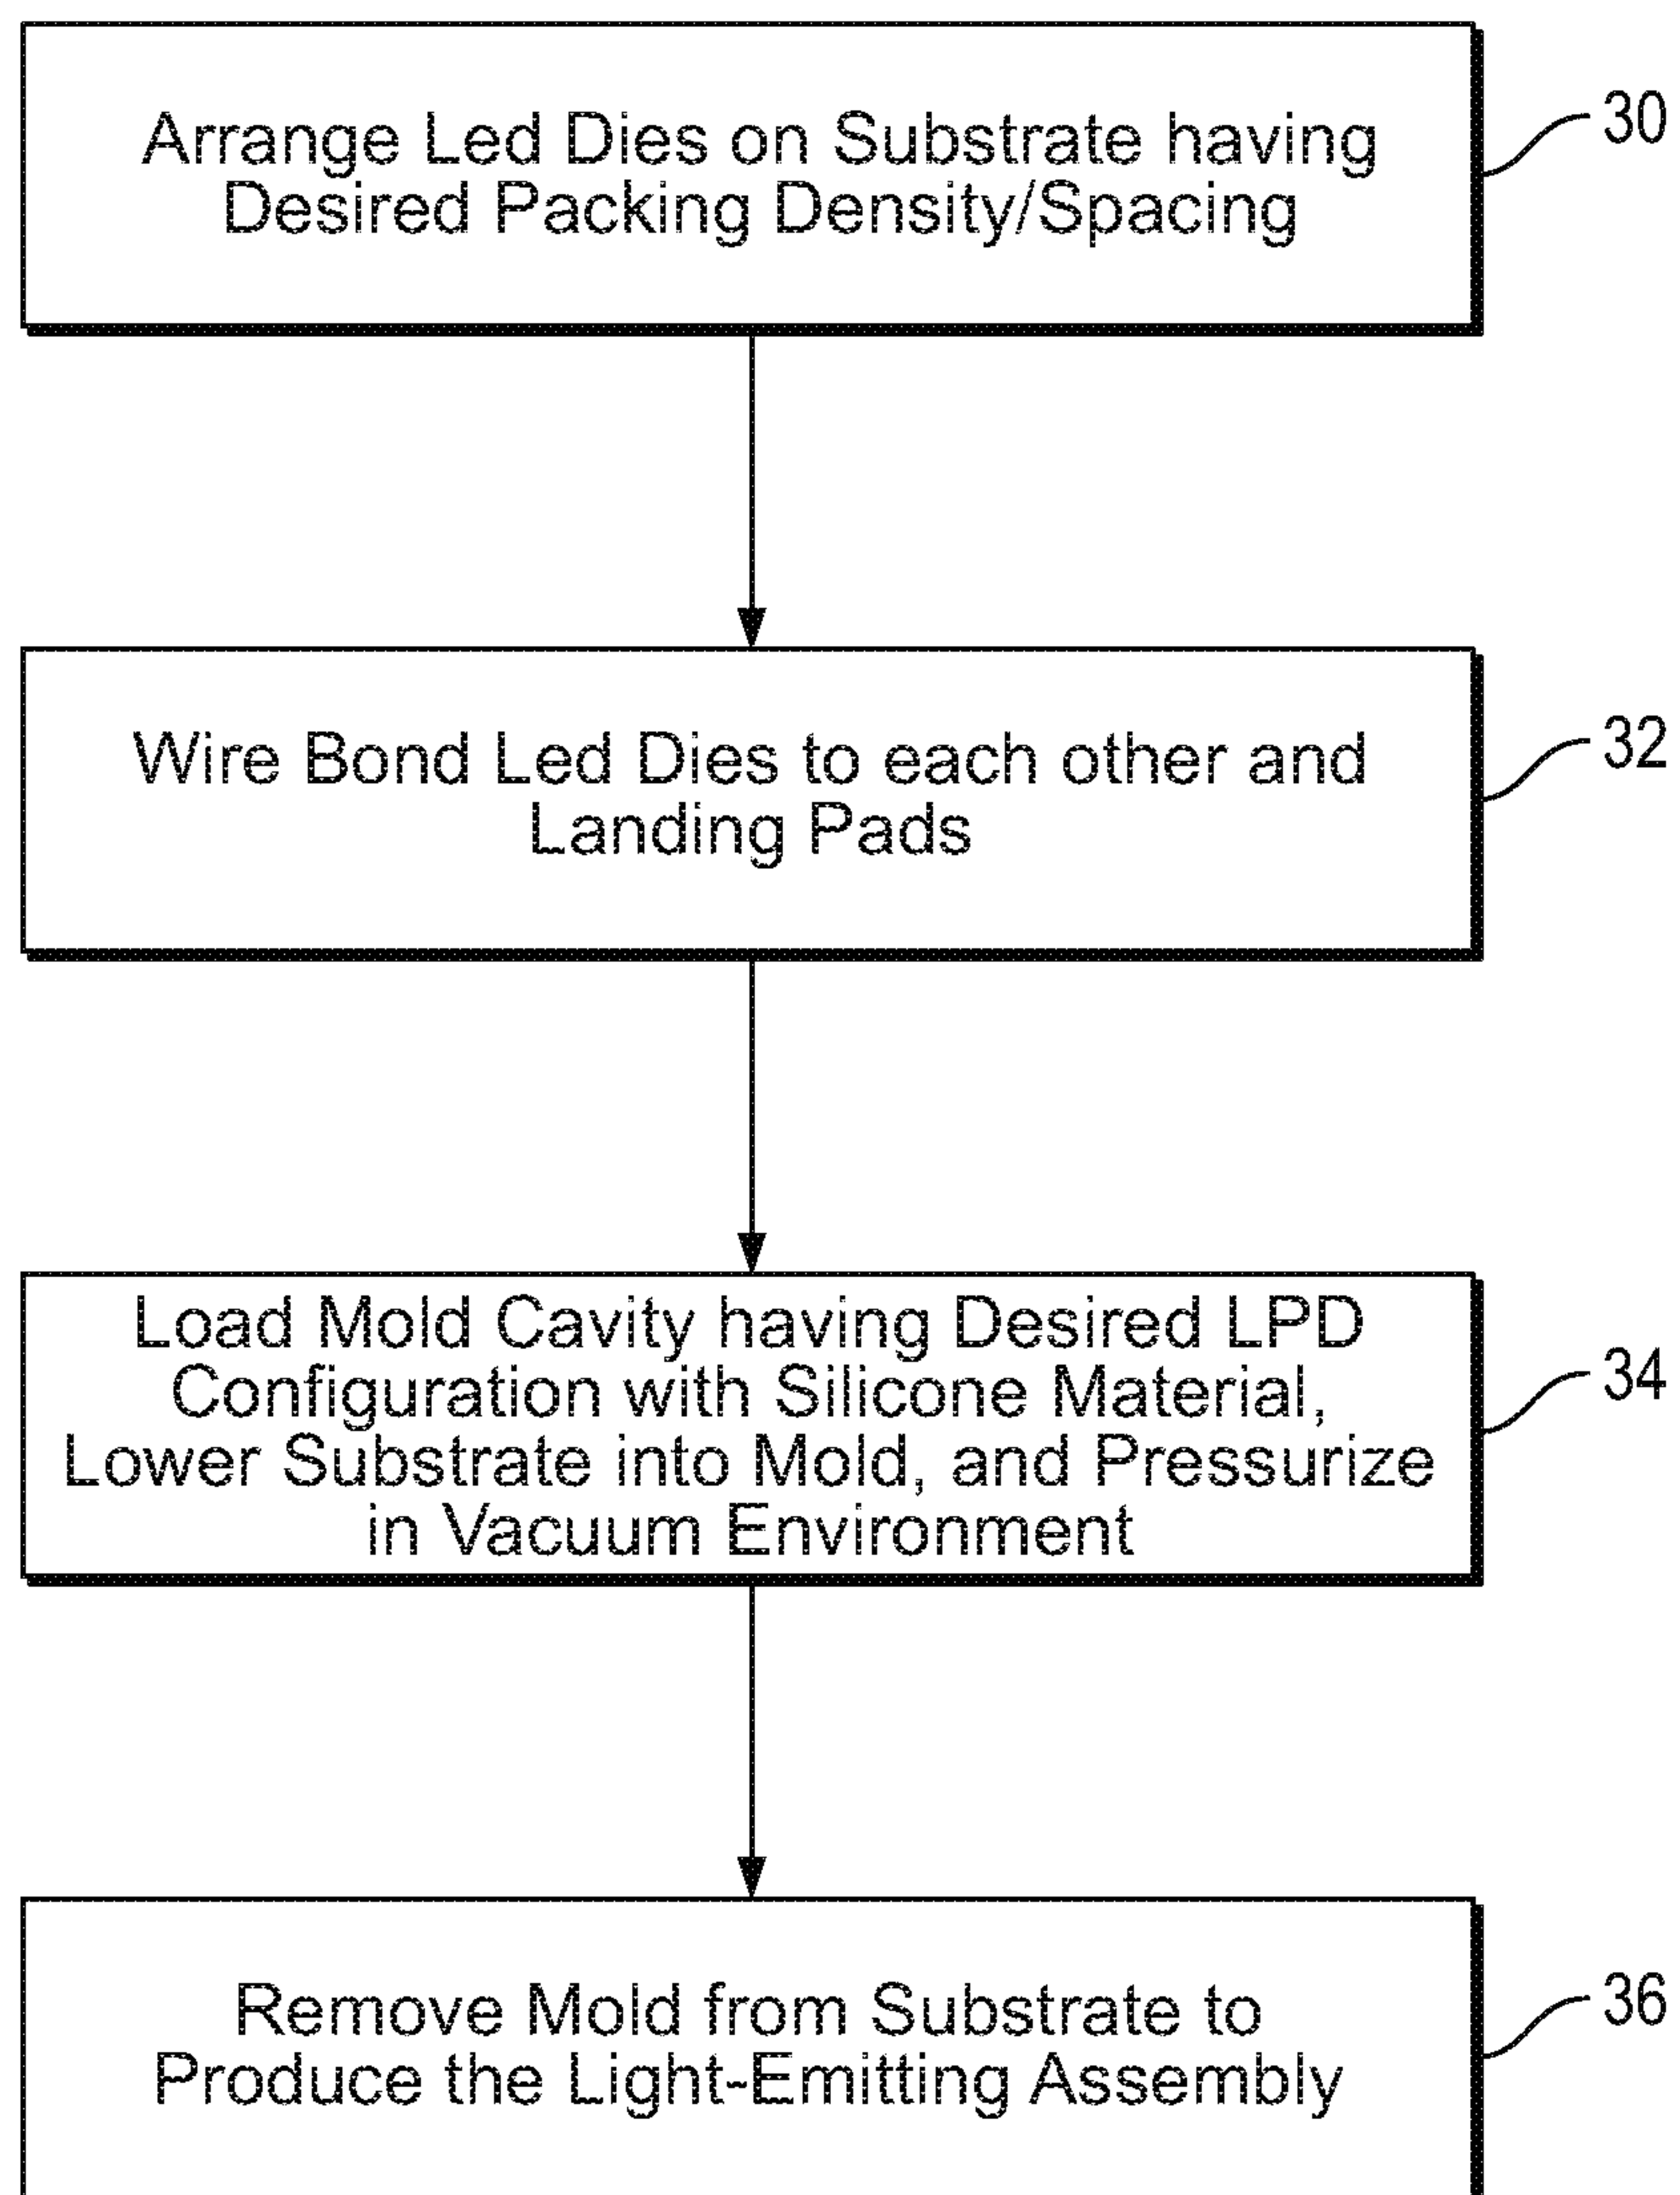 Arrange Led Dies on Substrate having
Desired Packing Density/Spacing
30
Wire Bond Led Dies to each other and
Landing Pads
32
Load Mold Cavity having Desired LPD
Configuration with Silicone Material,
Lower Substrate into Mold, and Pressurize
in Vacuum Environment
34
Remove Mold from Substrate to
Produce the Light-Emitting Assembly
36